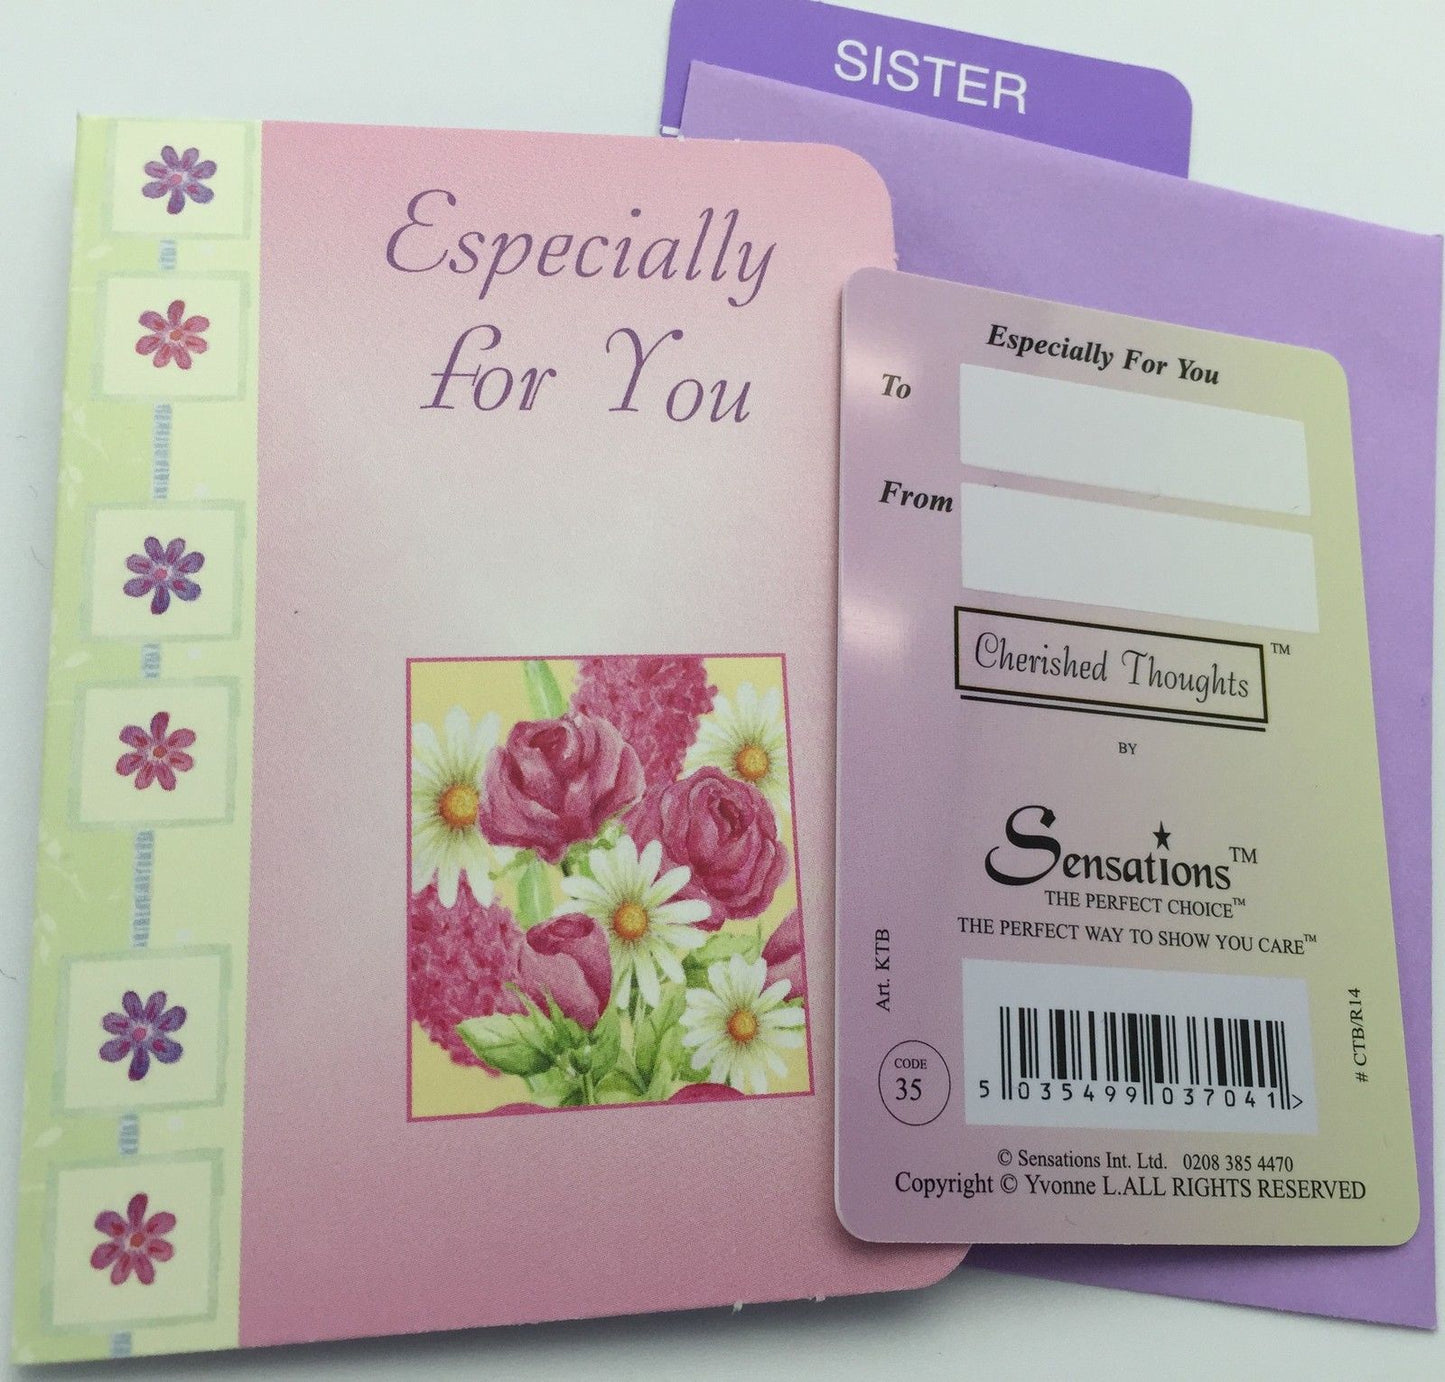 SISTER
Especially
for You
Especially For You
To
From
Cherished Thoughts™
BY
Sensations™
THE PERFECT CHOICE™
THE PERFECT WAY TO SHOW YOU CARE™
Art. KTB
# CTB/R14
CODE
35
5 035499 037041 >
© Sensations Int. Ltd. 0208 385 4470
Copyright © Yvonne L.ALL RIGHTS RESERVED